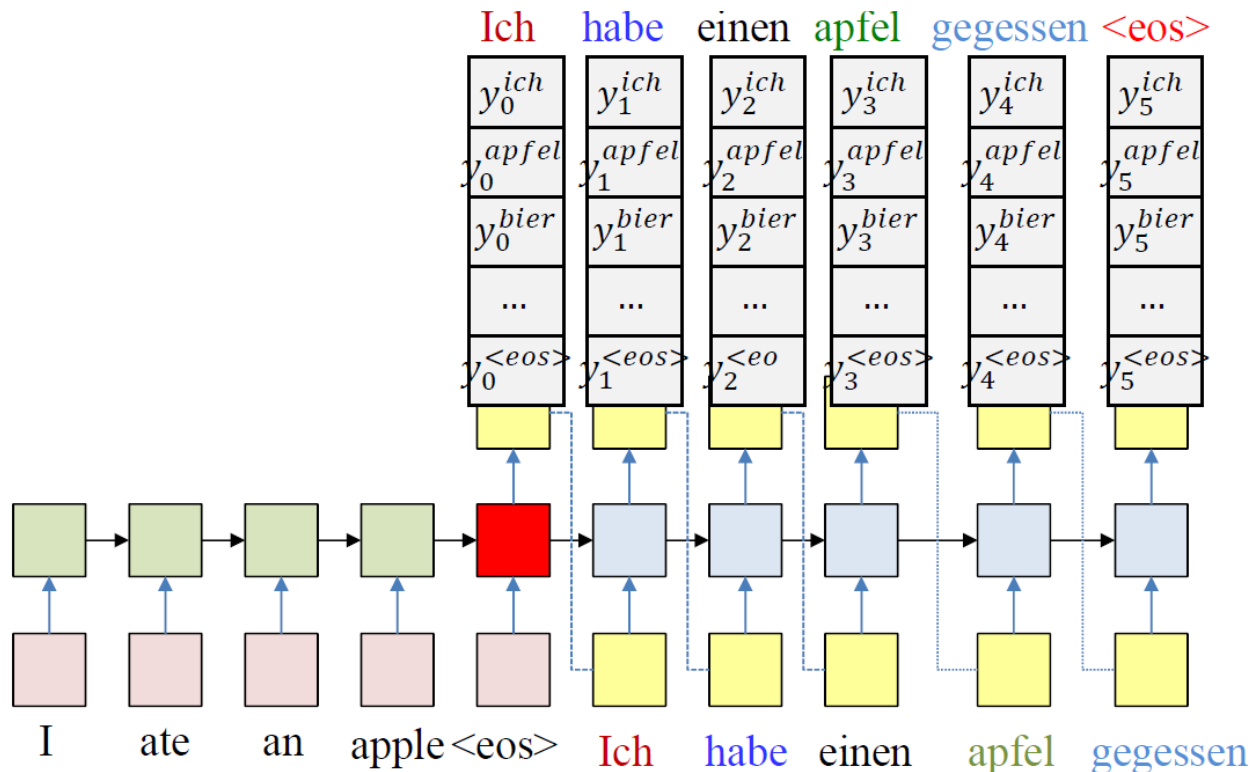 Ich habe einen apfel gegessen <eos>
y_0^{ich} y_1^{ich} y_2^{ich} y_3^{ich} y_4^{ich} y_5^{ich}
y_0^{apfel} y_1^{apfel} y_2^{apfel} y_3^{apfel} y_4^{apfel} y_5^{apfel}
y_0^{bier} y_1^{bier} y_2^{bier} y_3^{bier} y_4^{bier} y_5^{bier}
... ... ... ... ... ...
y_0^{<eos>} y_1^{<eos>} y_2^{<eo} y_3^{<eos>} y_4^{<eos>} y_5^{<eos>}
I ate an apple <eos> Ich habe einen apfel gegessen